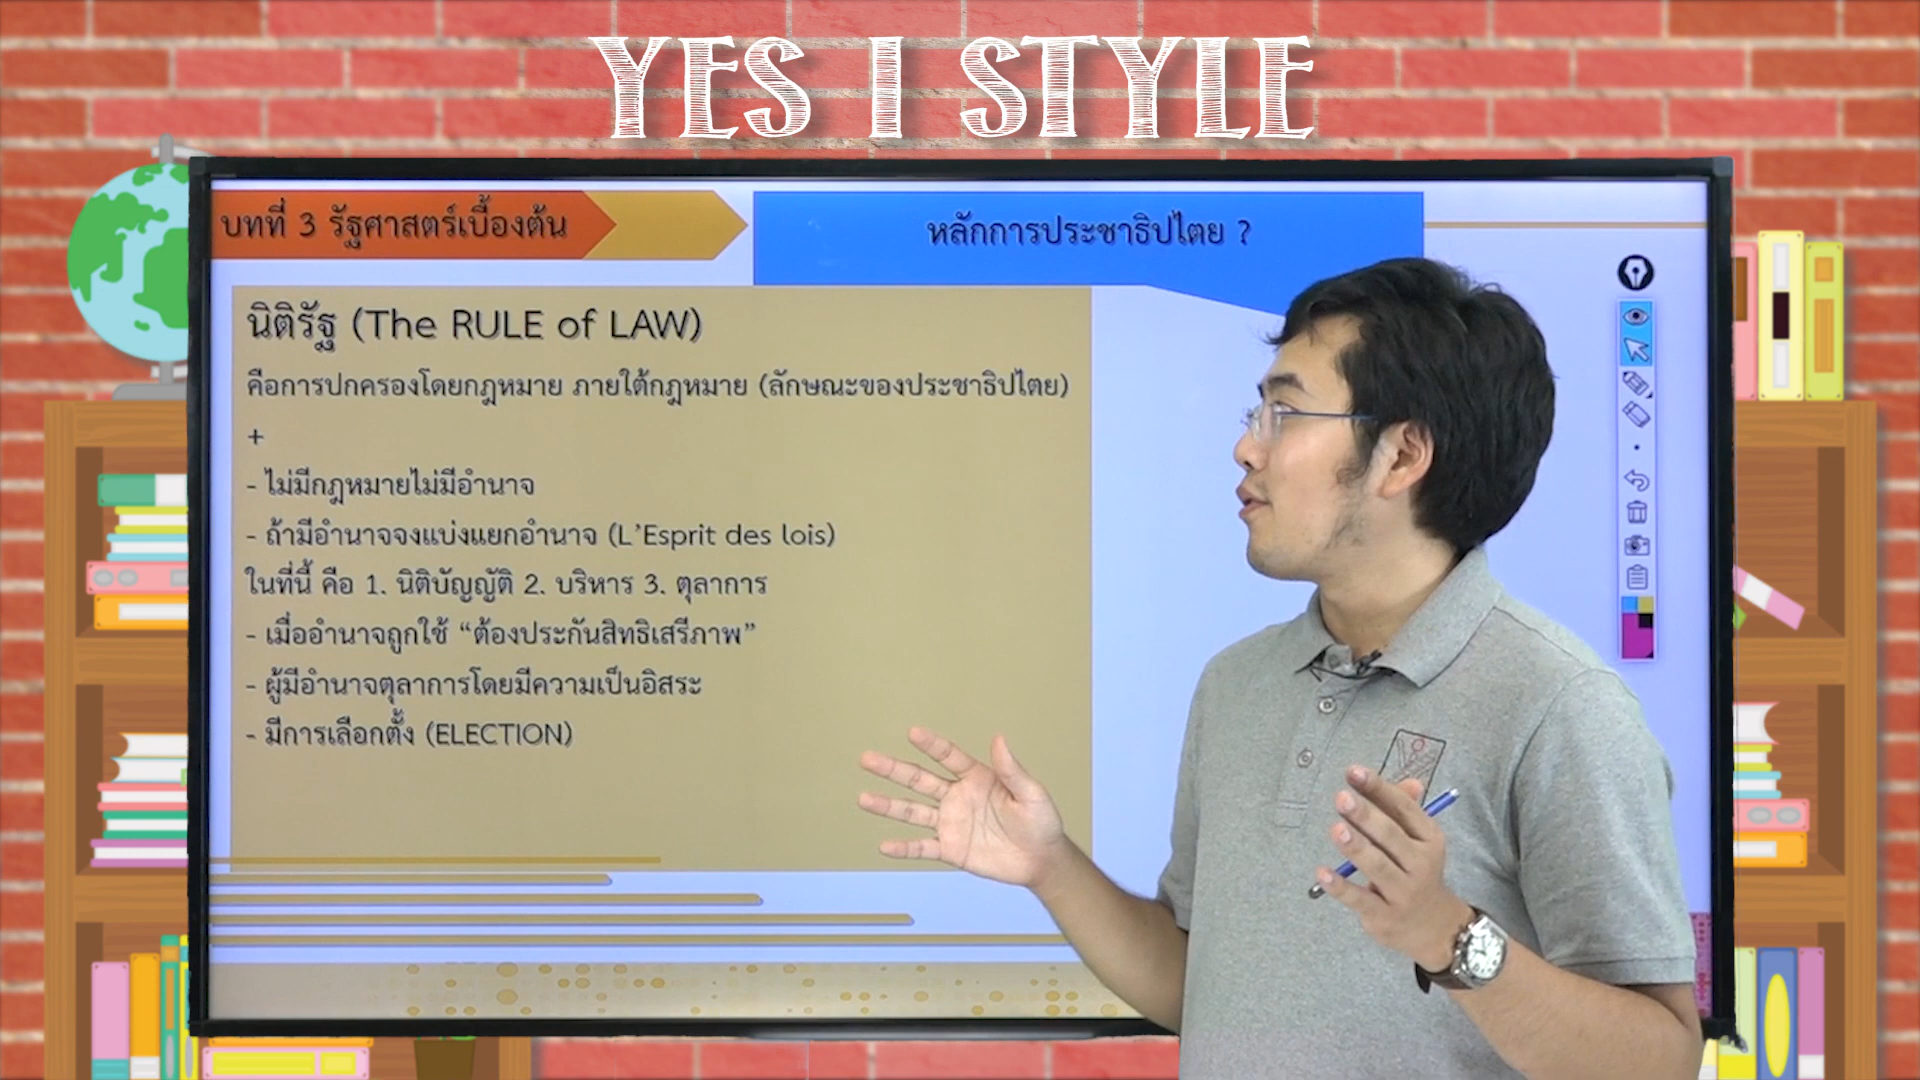 YES I STYLE
บทที่ 3 รัฐศาสตร์เบื้องต้น
หลักการประชาธิปไตย ?
นิติรัฐ (The RULE of LAW)
คือการปกครองโดยกฎหมาย ภายใต้กฎหมาย (ลักษณะของประชาธิปไตย)
+
- ไม่มีกฎหมายไม่มีอำนาจ
- ถ้ามีอำนาจจงแบ่งแยกอำนาจ (L'Esprit des lois)
ในที่นี้ คือ 1. นิติบัญญัติ 2. บริหาร 3. ตุลาการ
- เมื่ออำนาจถูกใช้ “ต้องประกันสิทธิเสรีภาพ”
- ผู้มีอำนาจตุลาการโดยมีความเป็นอิสระ
- มีการเลือกตั้ง (ELECTION)